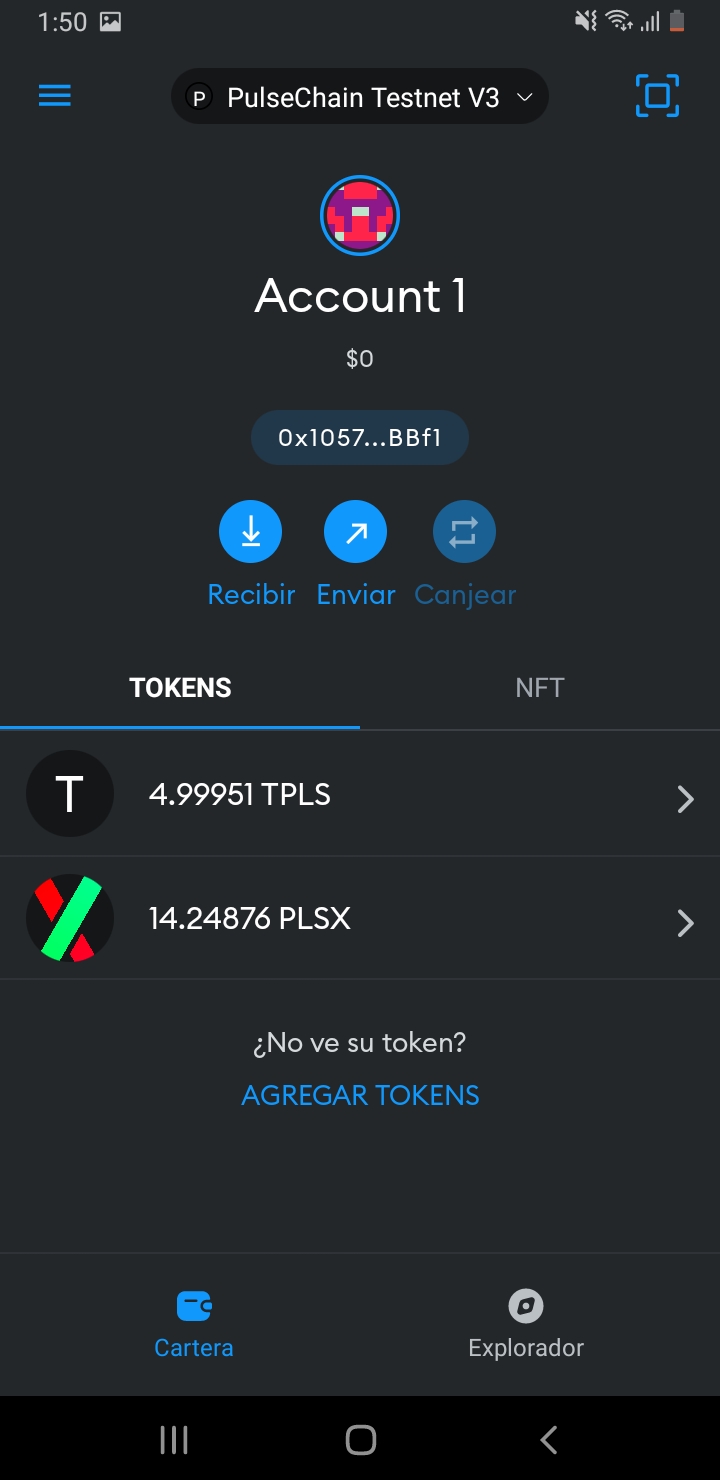 1:50
P PulseChain Testnet V3
Account 1
$0
0x1057...BBf1
Recibir Enviar Canjear
TOKENS NFT
T 4.99951 TPLS
14.24876 PLSX
¿No ve su token?
AGREGAR TOKENS
Cartera Explorador